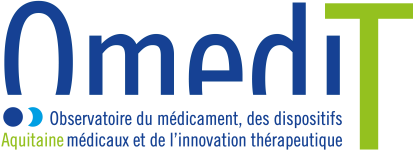 OmediT
Observatoire du médicament, des dispositifs
Aquitaine médicaux et de l'innovation thérapeutique